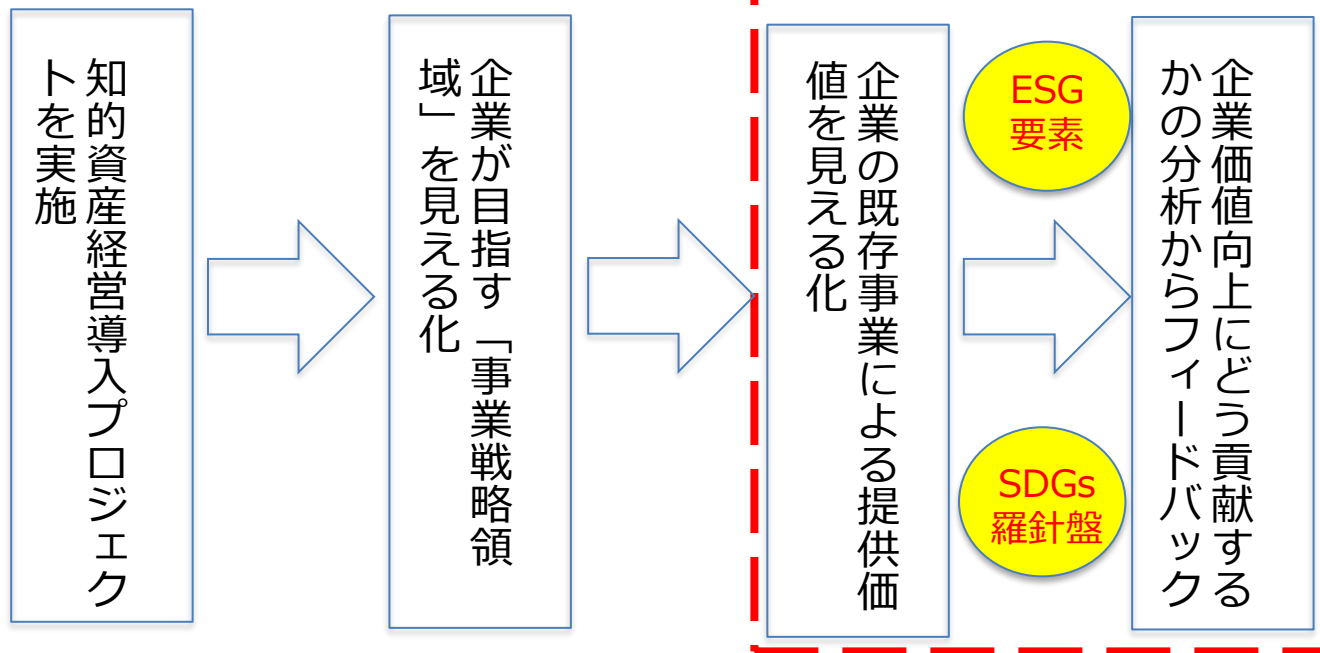 知的資産経営導入プロジェク
トを実施
企業が目指す「事業戦略領
域」を見える化
企業の既存事業による提供価
値を見える化
ESG
要素
SDGs
羅針盤
企業価値向上にどう貢献する
かの分析からフィードバック